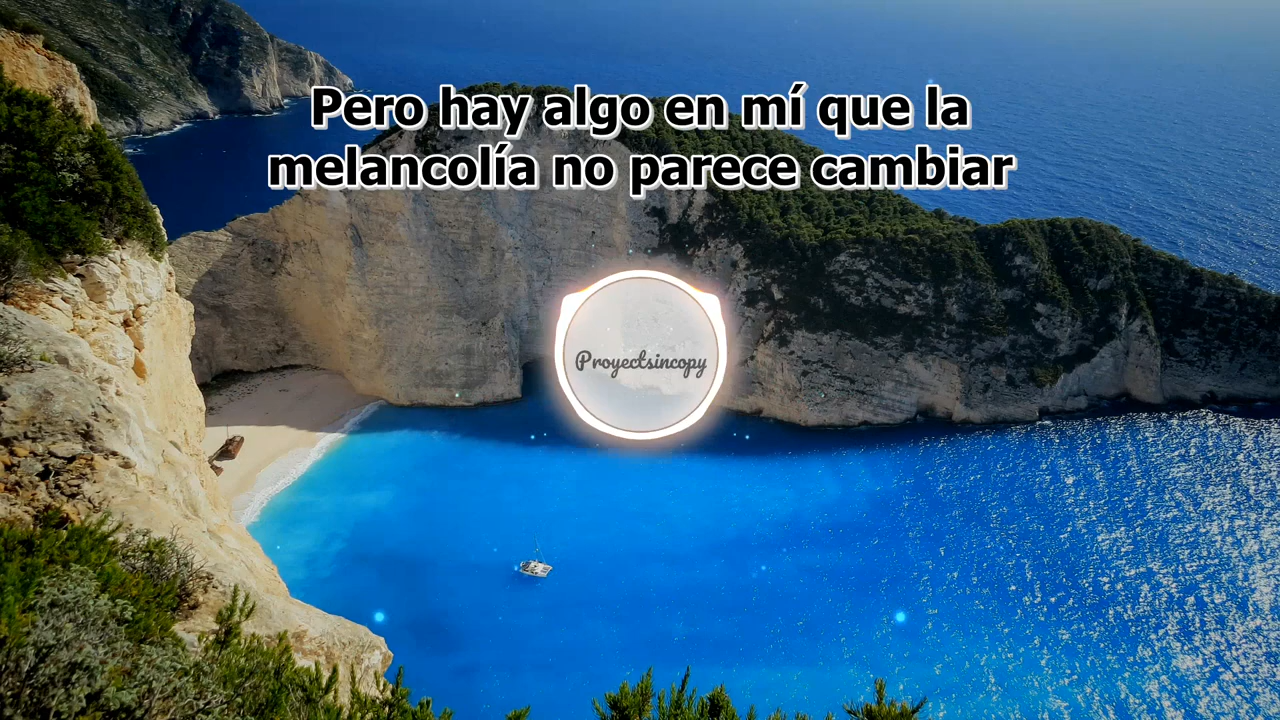 Pero hay algo en mí que la
melancolía no parece cambiar
Proyectsincopy